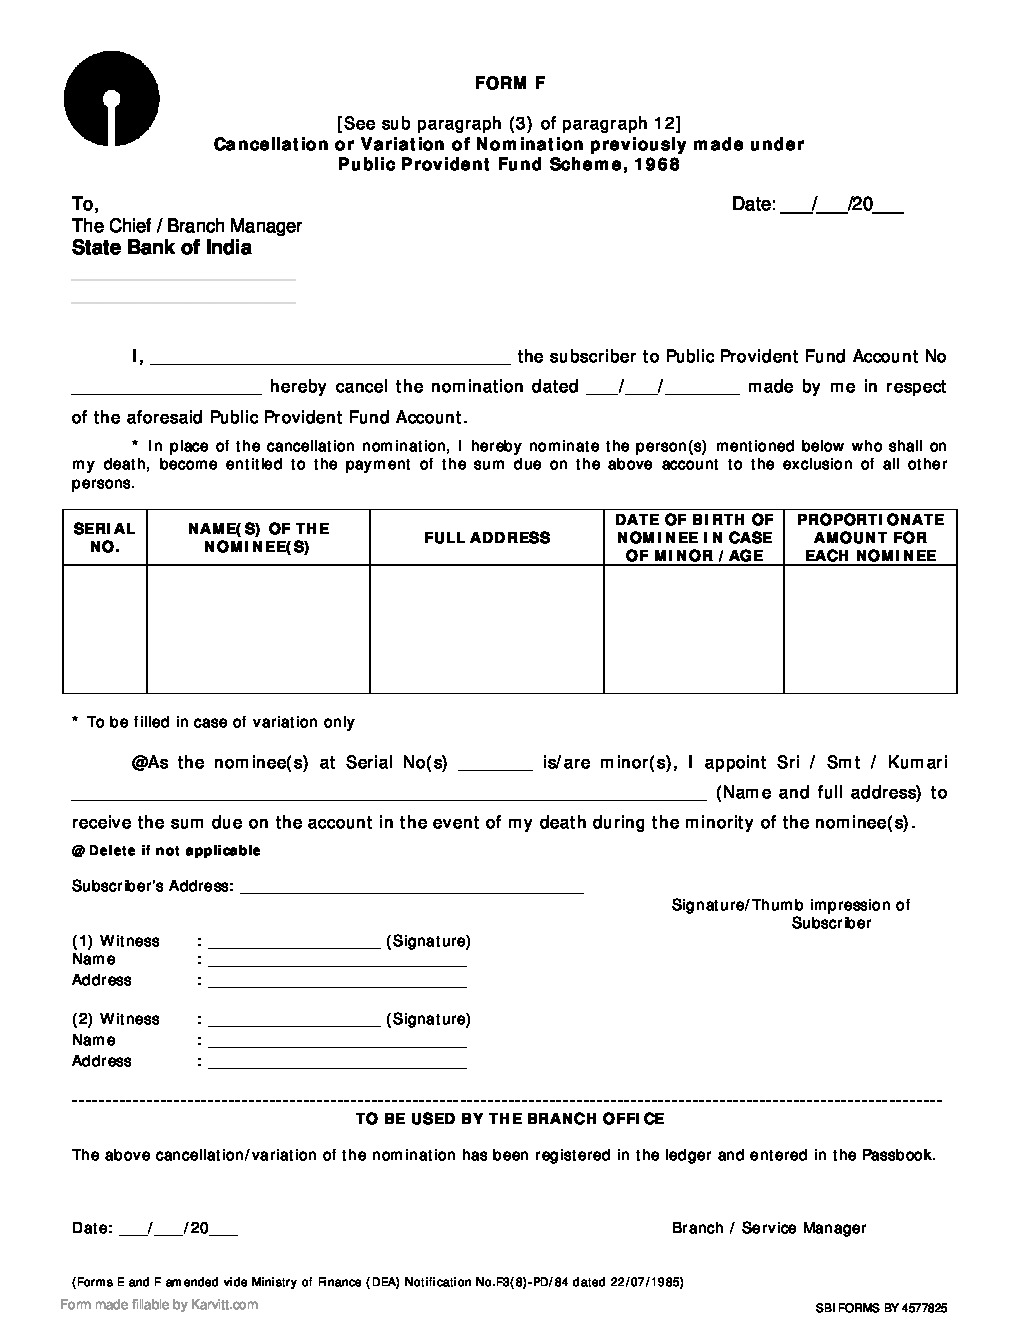 FORM F
[See sub paragraph (3) of paragraph 12]
Cancellation or Variation of Nomination previously made under
Public Provident Fund Scheme, 1968
To,
Date: ___/___/20___
The Chief / Branch Manager
State Bank of India
I, ____________________ the subscriber to Public Provident Fund Account No
____________________ hereby cancel the nomination dated ___/___/_______ made by me in respect
of the aforesaid Public Provident Fund Account.
* In place of the cancellation nomination, I hereby nominate the person(s) mentioned below who shall on
my death, become entitled to the payment of the sum due on the above account to the exclusion of all other
persons.
SERIAL NO.
NAME(S) OF THE NOMINEE(S)
FULL ADDRESS
DATE OF BIRTH OF NOMINEE IN CASE OF MINOR / AGE
PROPORTIONATE AMOUNT FOR EACH NOMINEE
* To be filled in case of variation only
@As the nominee(s) at Serial No(s) _______ is/are minor(s), I appoint Sri / Smt / Kumari
____________________ (Name and full address) to
receive the sum due on the account in the event of my death during the minority of the nominee(s).
@ Delete if not applicable
Subscriber's Address: ____________________
Signature/Thumb impression of
Subscriber
(1) Witness : ____________________ (Signature)
Name : ____________________
Address : ____________________
(2) Witness : ____________________ (Signature)
Name : ____________________
Address : ____________________
TO BE USED BY THE BRANCH OFFICE
The above cancellation/variation of the nomination has been registered in the ledger and entered in the Passbook.
Date: ___/___/20___
Branch / Service Manager
(Forms E and F amended vide Ministry of Finance (DEA) Notification No.F3(8)-PD/84 dated 22/07/1985)
Form made fillable by Karvitt.com
SBI FORMS BY 4577825